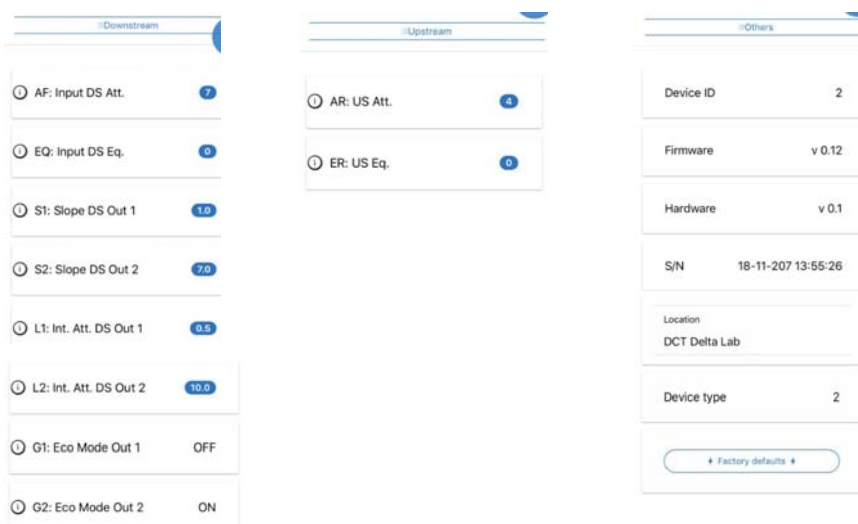 Downstream
AF: Input DS Att. 7
EQ: Input DS Eq. 0
S1: Slope DS Out 1 1.0
S2: Slope DS Out 2 7.0
L1: Int. Att. DS Out 1 0.5
L2: Int. Att. DS Out 2 10.0
G1: Eco Mode Out 1 OFF
G2: Eco Mode Out 2 ON
Upstream
AR: US Att. 4
ER: US Eq. 0
Others
Device ID 2
Firmware v 0.12
Hardware v 0.1
S/N 18-11-207 13:55:26
Location
DCT Delta Lab
Device type 2
Factory defaults